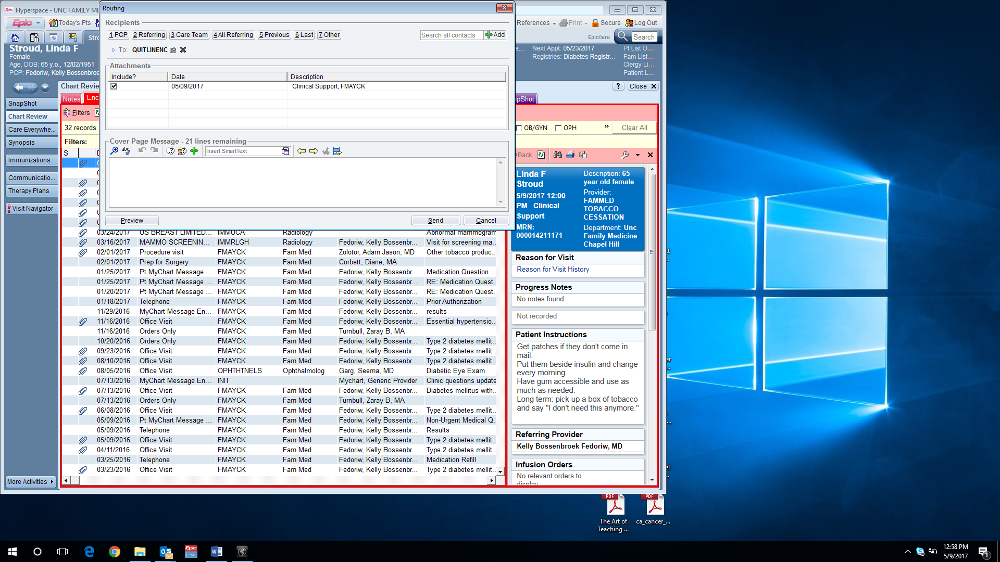 Epic Hyperspace - UNC FAMILY ME
Routing
Epic
Today's Pts
References
Print
Secure
Log Out
EpicCare
Search
Stroud, Linda F
Female
Age, DOB: 65 y.o., 12/02/1951
PCP: Fedoriw, Kelly Bossenbroe
Next Appt: 05/23/2017
Registries: Diabetes Registr...
Pt List O...
Fam List...
Clergy Li...
Patient L...
Recipients
1 PCP
2 Referring
3 Care Team
4 All Referring
5 Previous
6 Last
7 Other
Search all contacts
Add
To: QUITLINENC
Attachments
Include? Date Description
05/09/2017 Clinical Support, FMAYCK
Cover Page Message - 21 lines remaining
abc
Insert SmartText
Preview
Send
Cancel
Chart Revie
? Close
Notes
Enc
pShot
Filters
32 records
OB/GYN
OPH
Clear All
Filters:
S
Back
SnapShot
Chart Review
Care Everywhe...
Synopsis
Immunizations
Communicatio...
Therapy Plans
Visit Navigator
More Activities
03/24/2017 US BREAST LIMITED... IMMUCA Radiology Abnormal mammogram
03/16/2017 MAMMO SCREENIN... IMMRLGH Radiology Fedoriw, Kelly Bossenbr... Visit for screening ma...
02/01/2017 Procedure visit FMAYCK Fam Med Zolotor, Adam Jason, MD Other tobacco produc...
02/01/2017 Prep for Surgery FMAYCK Fam Med Corbett, Diane, MA
01/25/2017 Pt MyChart Message ... FMAYCK Fam Med Fedoriw, Kelly Bossenbr... Medication Question
01/25/2017 Pt MyChart Message ... FMAYCK Fam Med Fedoriw, Kelly Bossenbr... RE: Medication Quest...
01/20/2017 Pt MyChart Message ... FMAYCK Fam Med Fedoriw, Kelly Bossenbr... RE: Medication Quest...
01/18/2017 Telephone FMAYCK Fam Med Fedoriw, Kelly Bossenbr... Prior Authorization
11/29/2016 MyChart Message En... FMAYCK Fam Med Fedoriw, Kelly Bossenbr... results
11/16/2016 Office Visit FMAYCK Fam Med Fedoriw, Kelly Bossenbr... Essential hypertensio...
11/16/2016 Orders Only FMAYCK Fam Med Turnbull, Zaray B, MA
10/20/2016 Orders Only FMAYCK Fam Med Fedoriw, Kelly Bossenbr... Type 2 diabetes mellit...
09/23/2016 Office Visit FMAYCK Fam Med Fedoriw, Kelly Bossenbr... Type 2 diabetes mellit...
08/10/2016 Office Visit FMAYCK Fam Med Fedoriw, Kelly Bossenbr... Type 2 diabetes mellit...
08/05/2016 Office Visit OPHTHTNELS Ophthalmolog Garg, Seema, MD Diabetic Eye Exam
07/13/2016 MyChart Message En... INIT Mychart, Generic Provider Clinic questions update
07/13/2016 Office Visit FMAYCK Fam Med Fedoriw, Kelly Bossenbr... Diabetes mellitus with...
07/13/2016 Orders Only FMAYCK Fam Med Turnbull, Zaray B, MA
06/08/2016 Office Visit FMAYCK Fam Med Fedoriw, Kelly Bossenbr... Type 2 diabetes mellit...
05/09/2016 Pt MyChart Message ... FMAYCK Fam Med Fedoriw, Kelly Bossenbr... Non-Urgent Medical Q...
05/09/2016 Telephone FMAYCK Fam Med Fedoriw, Kelly Bossenbr... Results
05/09/2016 Office Visit FMAYCK Fam Med Fedoriw, Kelly Bossenbr... Type 2 diabetes mellit...
04/11/2016 Office Visit FMAYCK Fam Med Fedoriw, Kelly Bossenbr... Type 2 diabetes mellit...
03/25/2016 Telephone FMAYCK Fam Med Fedoriw, Kelly Bossenbr... Medication Refill
03/23/2016 Office Visit FMAYCK Fam Med Fedoriw, Kelly Bossenbr... Type 2 diabetes mellit...
Linda F
Stroud
5/9/2017 12:00
PM Clinical
Support
MRN:
000014211171
Description: 65
year old female
Provider:
FAMMED
TOBACCO
CESSATION
Department: Unc
Family Medicine
Chapel Hill
Reason for Visit
Reason for Visit History
Progress Notes
No notes found.
Not recorded
Patient Instructions
Get patches if they don't come in
mail.
Put them beside insulin and change
every morning.
Have gum accessible and use as
much as needed.
Long term: pick up a box of tobacco
and say "I don't need this anymore."
Referring Provider
Kelly Bossenbroek Fedoriw, MD
Infusion Orders
No relevant orders to
display
PDF
The Art of
Teaching ...
PDF
ca_cancer_...
Epic
UNC
12:58 PM
5/9/2017
1